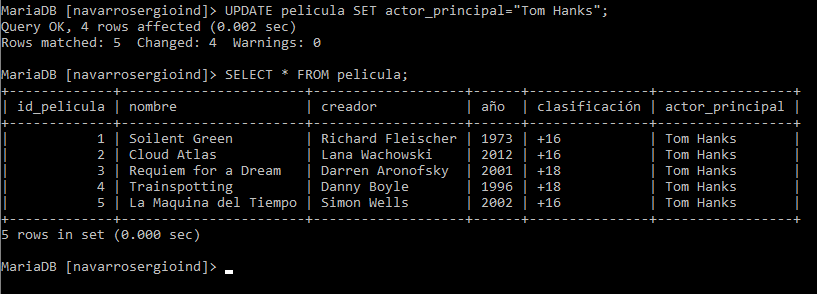 MariaDB [navarrosergioind]> UPDATE pelicula SET actor_principal="Tom Hanks";
Query OK, 4 rows affected (0.002 sec)
Rows matched: 5  Changed: 4  Warnings: 0
MariaDB [navarrosergioind]> SELECT * FROM pelicula;
+-------------+-----------------------+-------------------+------+---------------+-----------------+
| id_pelicula | nombre                | creador           | año  | clasificación | actor_principal |
+-------------+-----------------------+-------------------+------+---------------+-----------------+
|           1 | Soilent Green         | Richard Fleischer | 1973 | +16           | Tom Hanks       |
|           2 | Cloud Atlas           | Lana Wachowski    | 2012 | +16           | Tom Hanks       |
|           3 | Requiem for a Dream   | Darren Aronofsky  | 2001 | +18           | Tom Hanks       |
|           4 | Trainspotting         | Danny Boyle       | 1996 | +18           | Tom Hanks       |
|           5 | La Maquina del Tiempo | Simon Wells       | 2002 | +16           | Tom Hanks       |
+-------------+-----------------------+-------------------+------+---------------+-----------------+
5 rows in set (0.000 sec)
MariaDB [navarrosergioind]> _